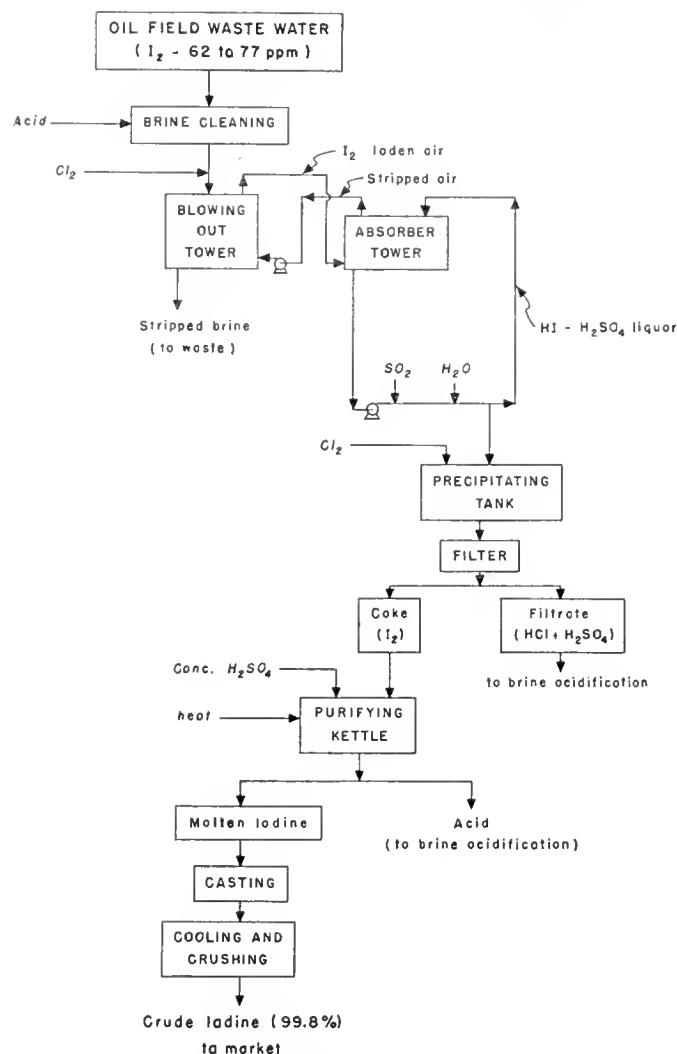 OIL FIELD WASTE WATER
( I₂ - 62 to 77 ppm )
Acid
BRINE CLEANING
Cl₂
I₂ laden air
Stripped air
BLOWING
OUT
TOWER
ABSORBER
TOWER
Stripped brine
(to waste)
HI - H₂SO₄ liquor
SO₂
H₂O
Cl₂
PRECIPITATING
TANK
FILTER
Coke
(I₂)
Filtrate
(HCl + H₂SO₄)
to brine acidification
Conc. H₂SO₄
heat
PURIFYING
KETTLE
Molten Iodine
Acid
(to brine acidification)
CASTING
COOLING AND
CRUSHING
Crude Iodine (99.8%)
to market